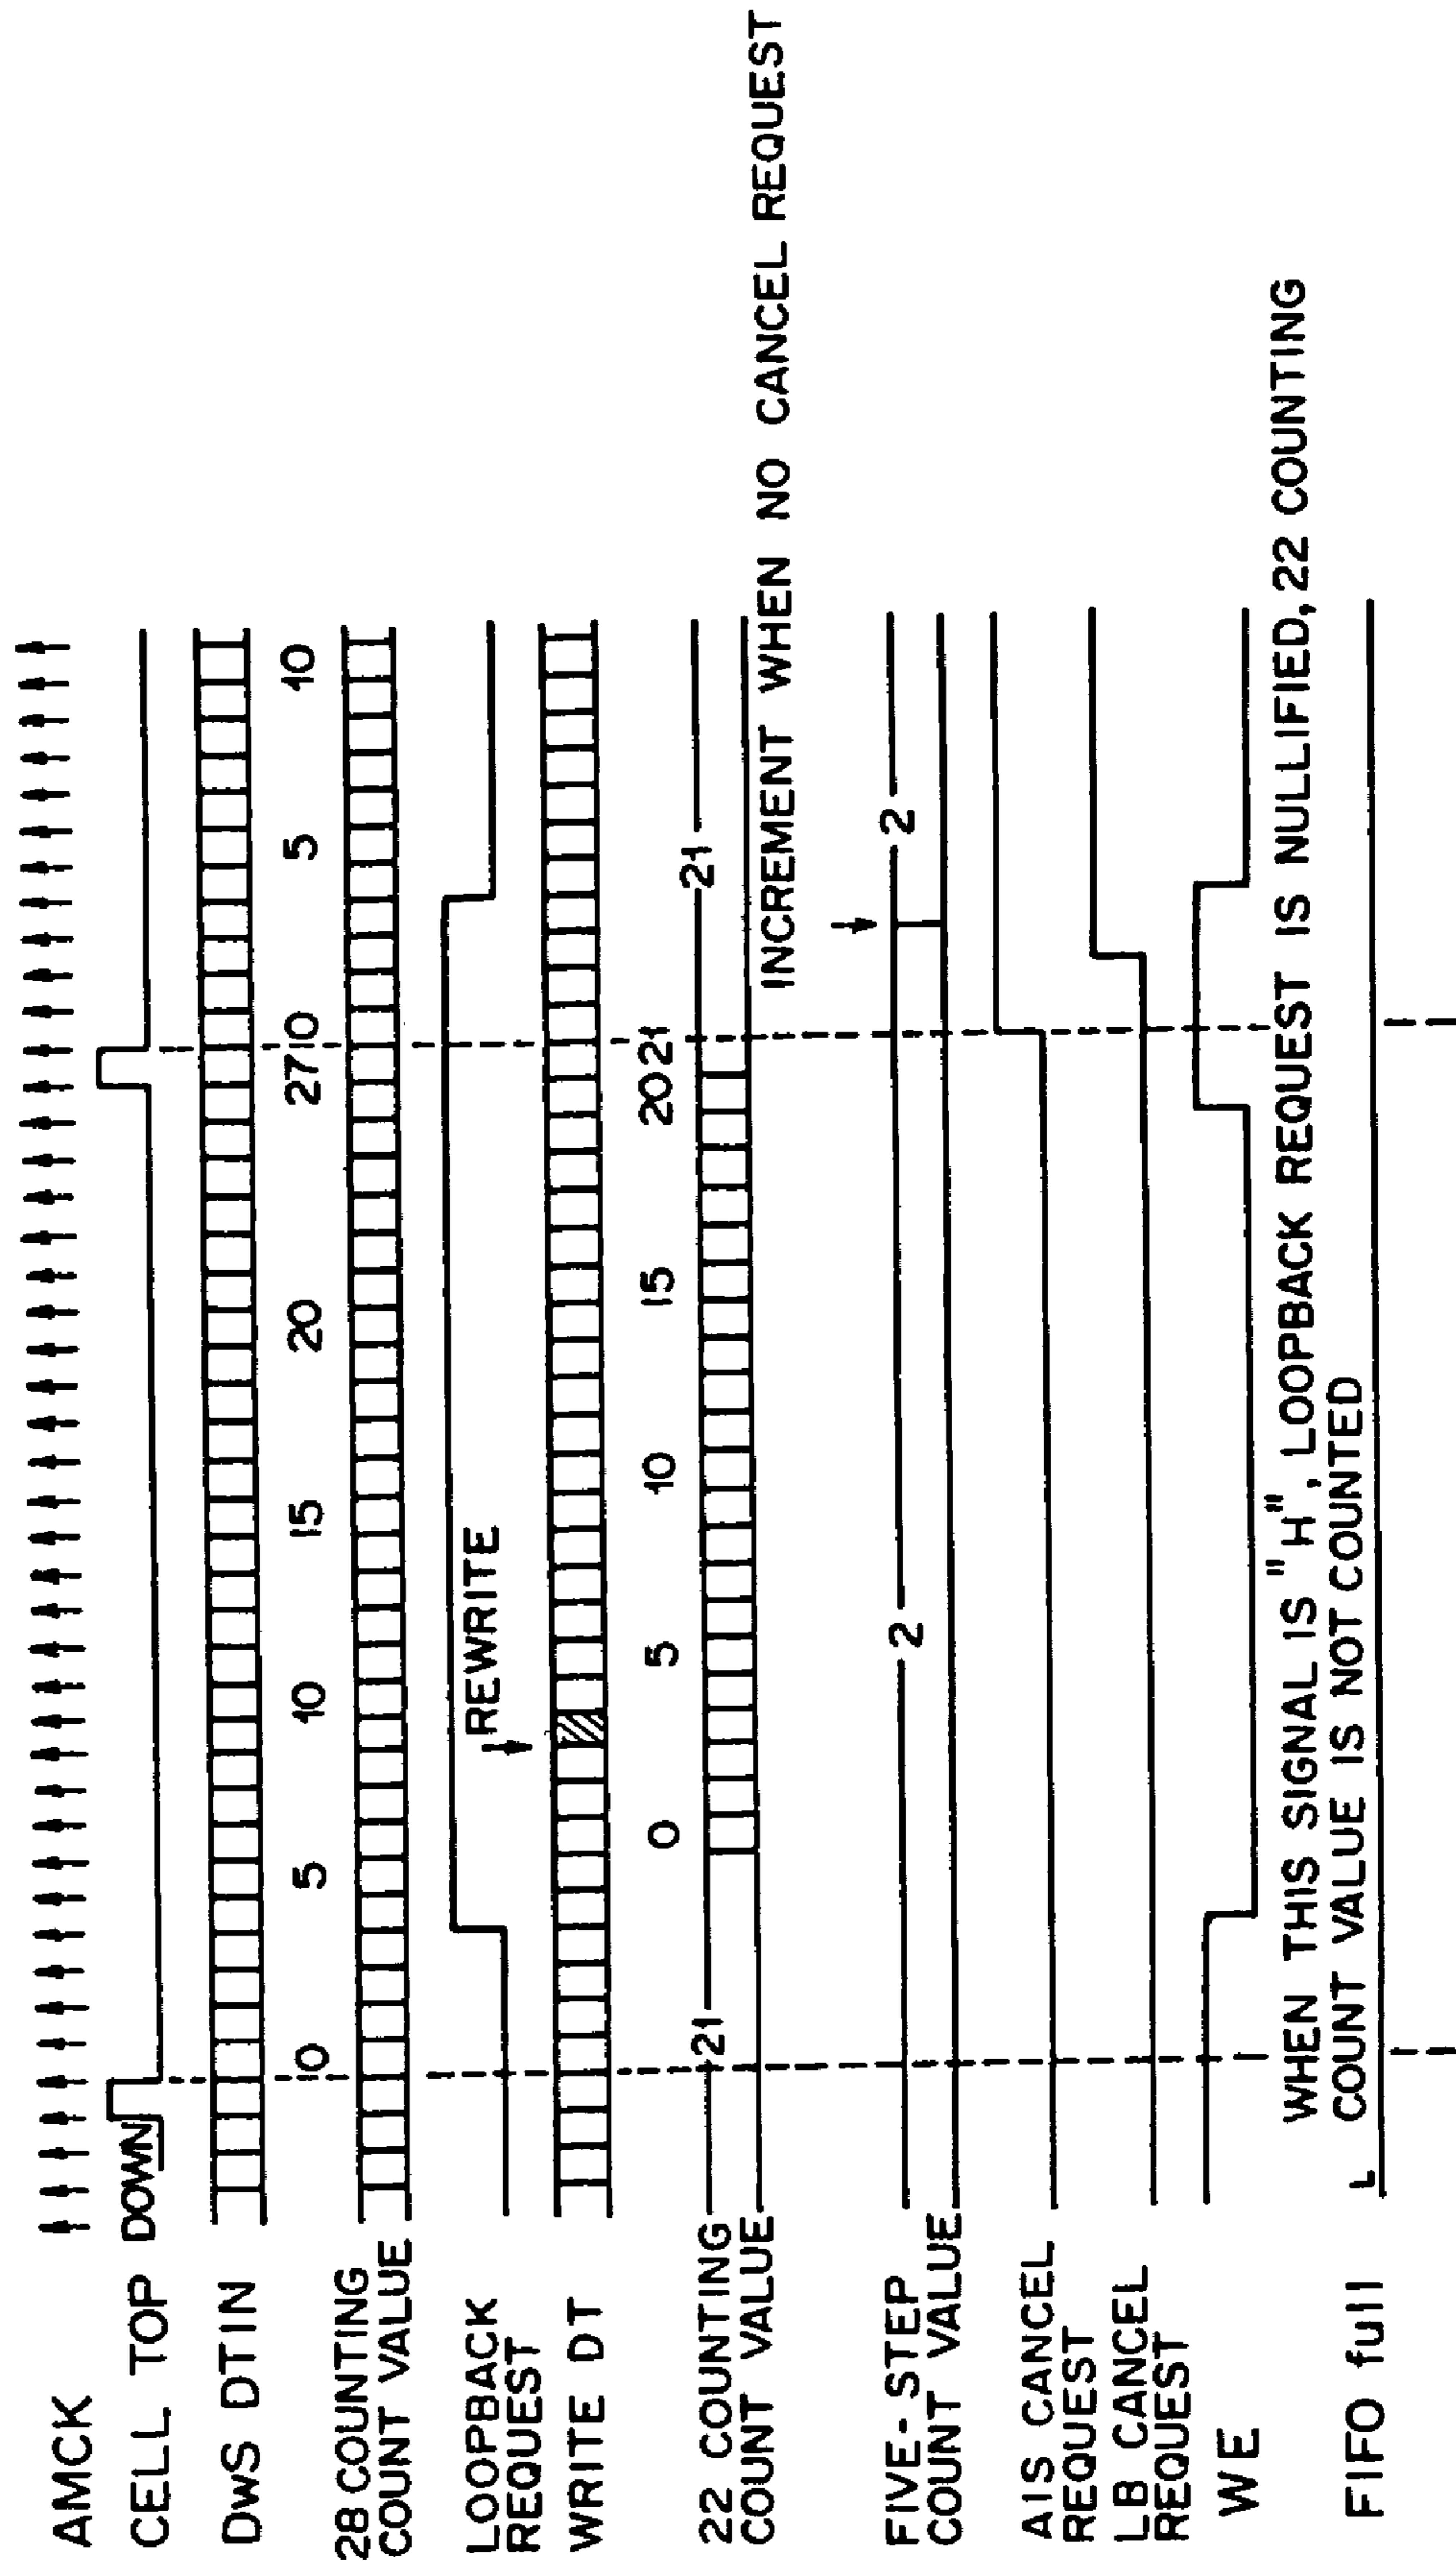 AMCK
CELL TOP DOWN
DwS DTIN
10 5 10 15 20 27 0 5 10
28 COUNTING
COUNT VALUE
LOOPBACK
REQUEST
REWRITE
WRITE DT
0 5 10 15 20 21
22 COUNTING
COUNT VALUE
21 21
INCREMENT WHEN NO CANCEL REQUEST
FIVE-STEP
COUNT VALUE
2 2
AIS CANCEL
REQUEST
LB CANCEL
REQUEST
WE
WHEN THIS SIGNAL IS "H", LOOPBACK REQUEST IS NULLIFIED, 22 COUNTING
COUNT VALUE IS NOT COUNTED
FIFO full L